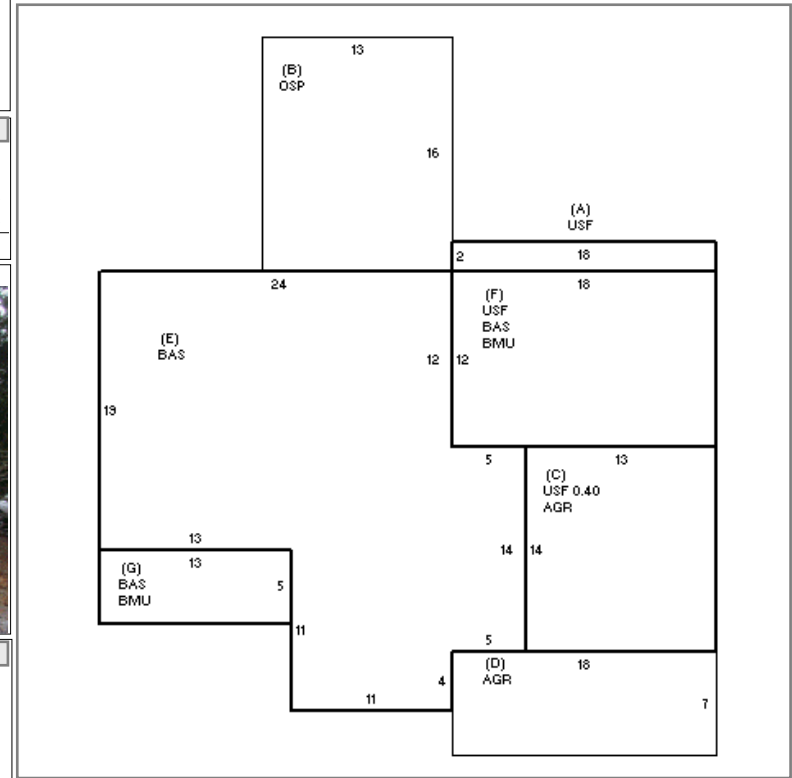 13
(B)
OSP
16
(A)
USF
2
18
24
18
(F)
USF
BAS
BMU
(E)
BAS
12
12
19
5
13
(C)
USF 0.40
AGR
13
14
14
13
(G)
BAS
BMU
5
11
5
(D)
AGR
18
4
11
7